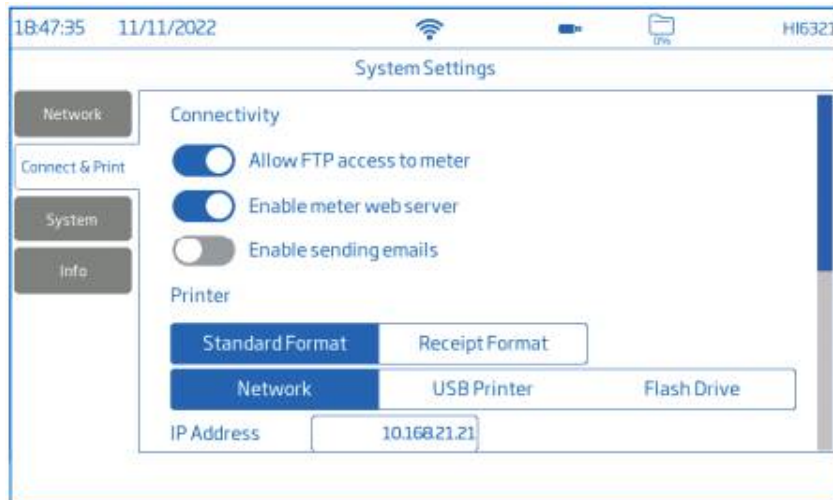 18:47:35 11/11/2022 0% HI6321
System Settings
Network
Connect & Print
System
Info
Connectivity
Allow FTP access to meter
Enable meter web server
Enable sending emails
Printer
Standard Format Receipt Format
Network USB Printer Flash Drive
IP Address 10.168.21.21